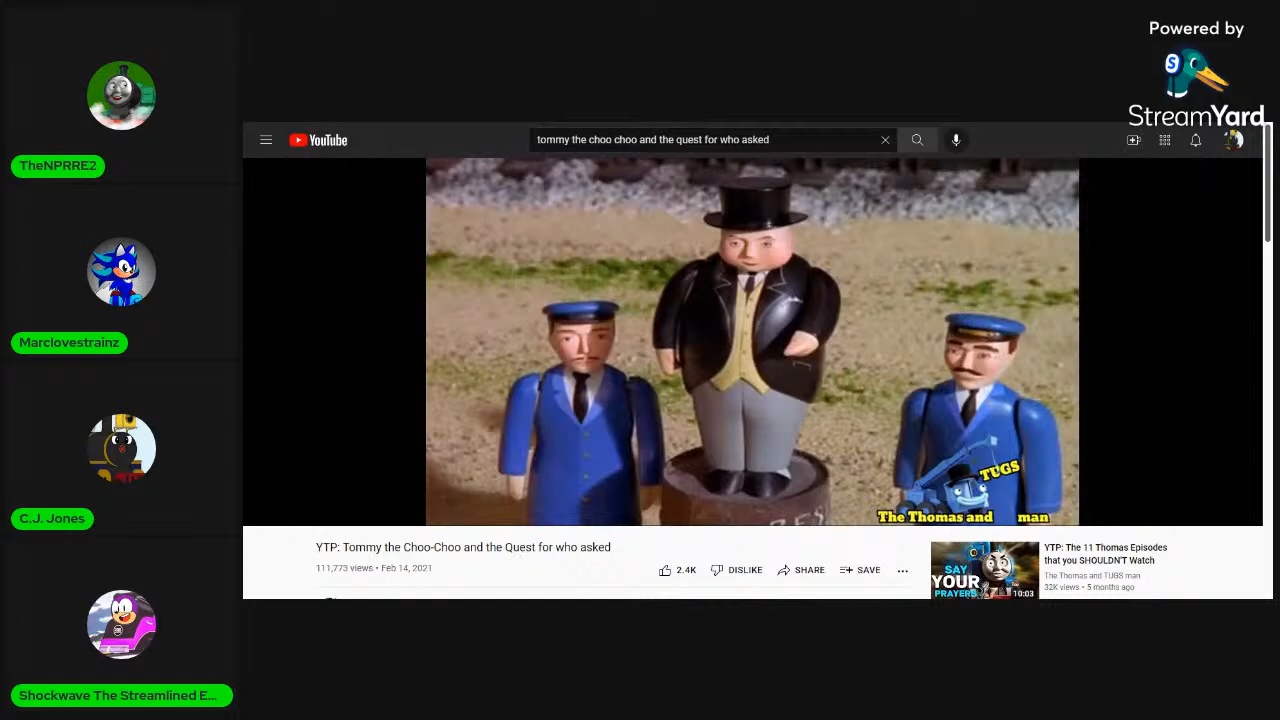 Powered by
StreamYard
TheNPRRE2
Marclovestrainz
C.J. Jones
Shockwave The Streamlined E...
YouTube
tommy the choo choo and the quest for who asked
TUGS
The Thomas and man
YTP: Tommy the Choo-Choo and the Quest for who asked
111,773 views • Feb 14, 2021
2.4K DISLIKE SHARE SAVE
SAY
YOUR
PRAYERS
10:03
YTP: The 11 Thomas Episodes
that you SHOULDN'T Watch
The Thomas and TUGS man
32K views • 5 months ago